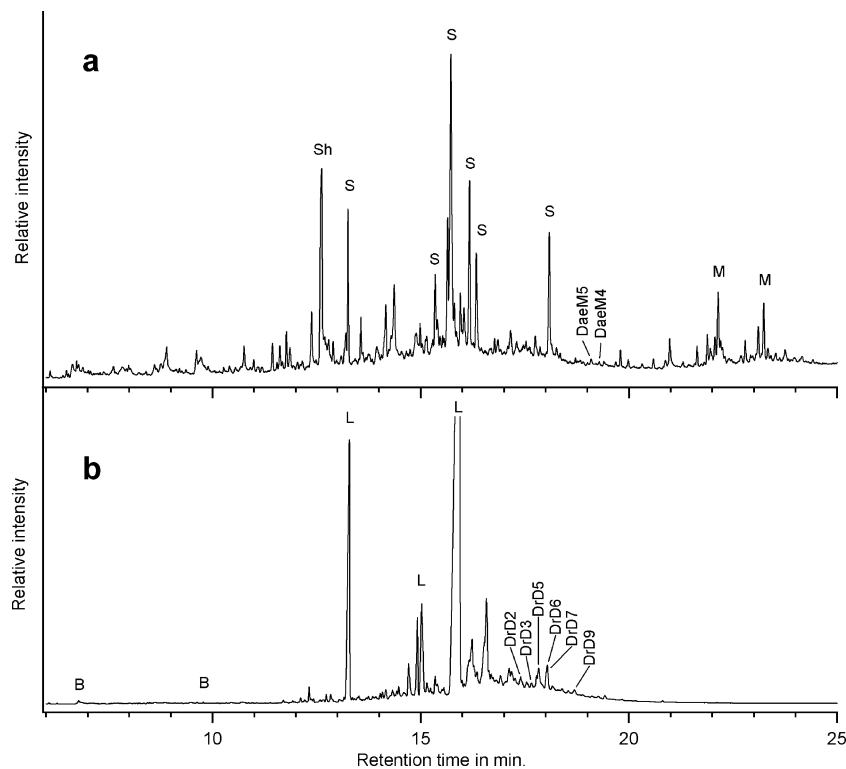 a
Relative intensity
S
Sh
S
S
S
S
S
DaeM5
DaeM4
M
M
b
Relative intensity
L
L
L
B
B
DrD2
DrD3
DrD5
DrD6
DrD7
DrD9
10
15
20
25
Retention time in min.